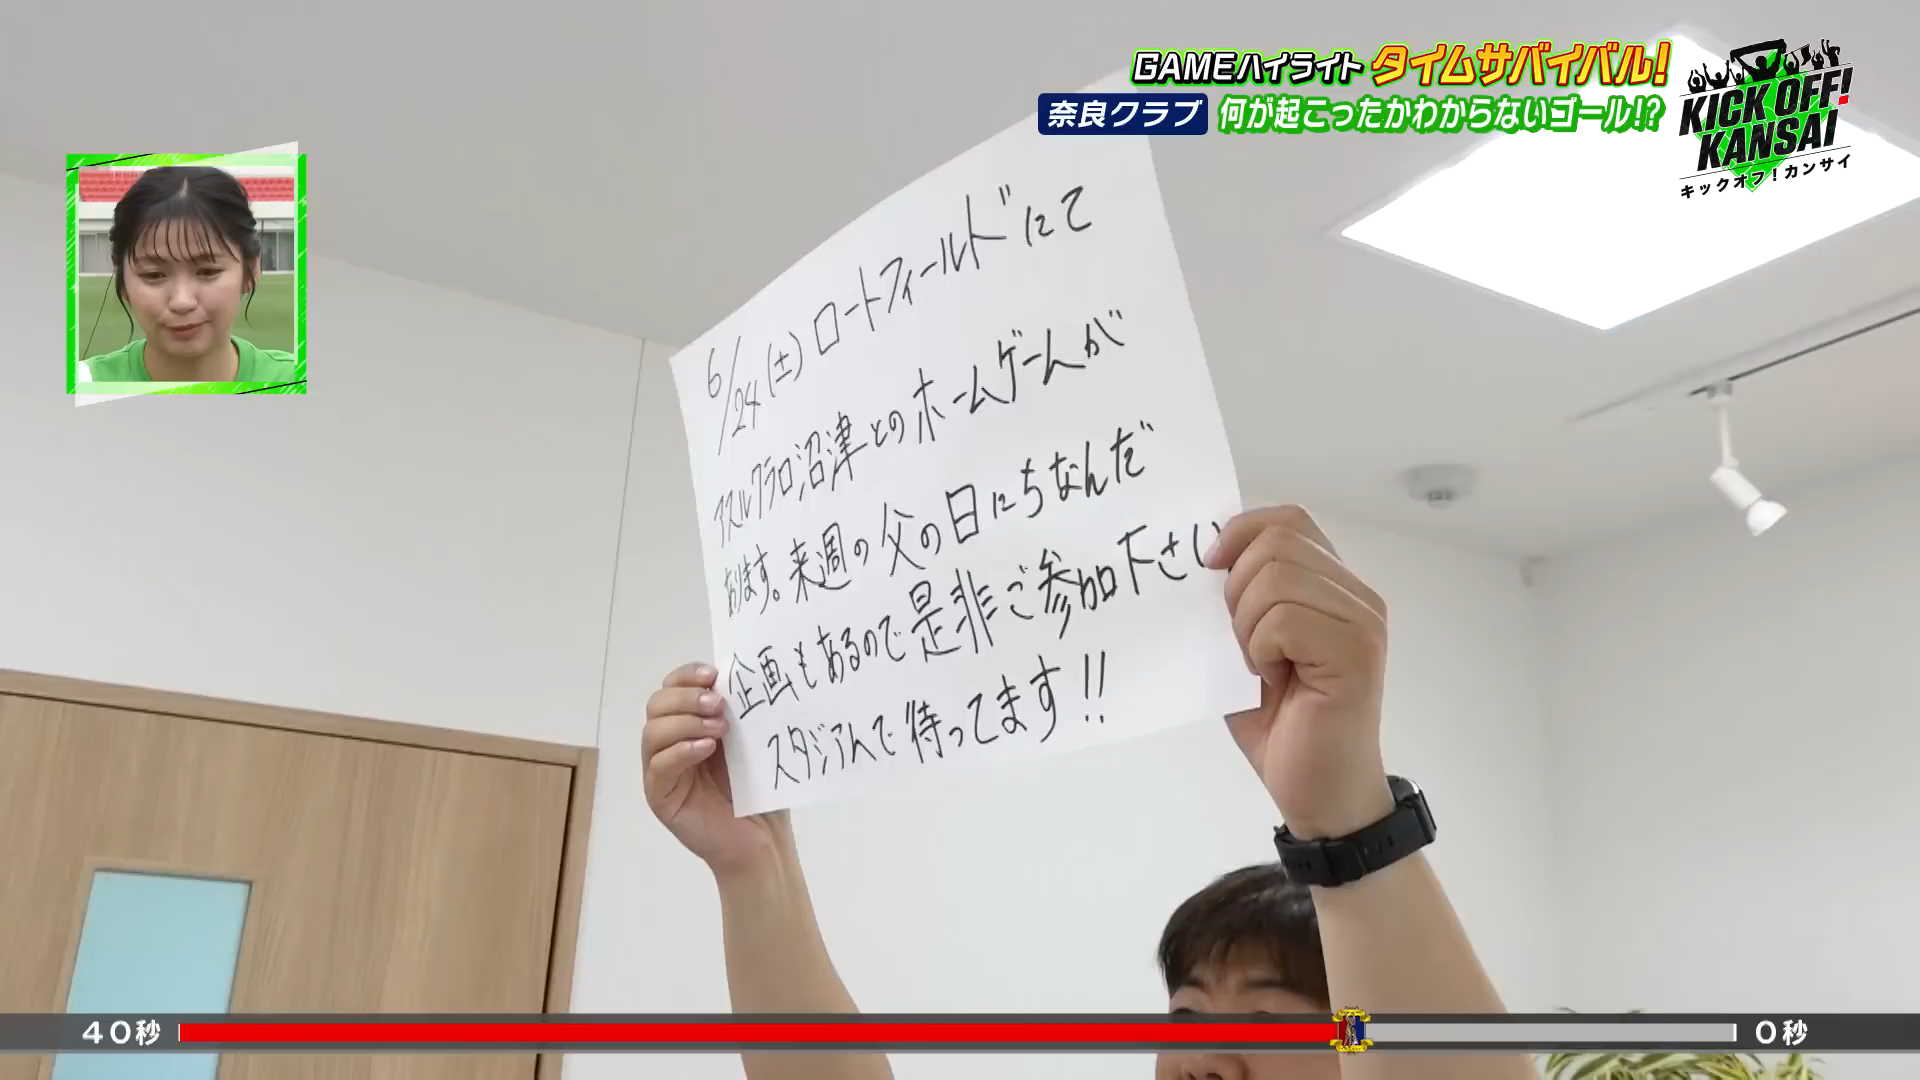 GAMEハイライト タイムサバイバル!
奈良クラブ 何が起こったかわからないゴール!?
KICK OFF!
KANSAI
キックオフ!カンサイ
6/24(土) ロートフィールドにて
アスルクラロ沼津とのホームゲームが
あります。来週の父の日にちなんだ
企画もあるので是非ご参加下さい
スタジアムで待ってます!!
40秒
0秒